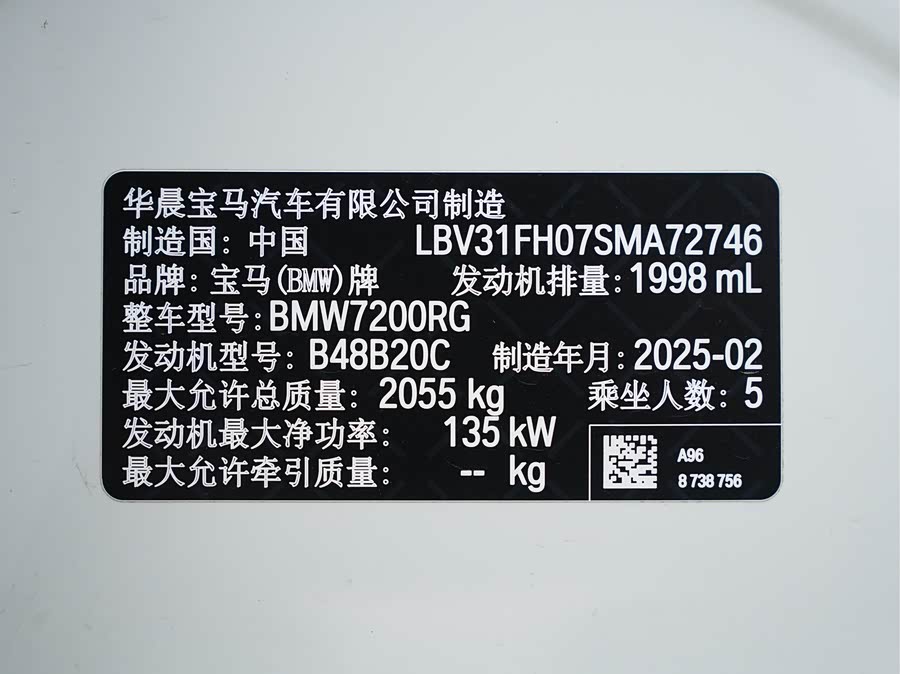 华晨宝马汽车有限公司制造
制造国：中国 LBV31FH07SMA72746
品牌：宝马(BMW)牌 发动机排量：1998 mL
整车型号：BMW7200RG
发动机型号：B48B20C 制造年月：2025-02
最大允许总质量：2055 kg 乘坐人数：5
发动机最大净功率：135 kW
最大允许牵引质量：-- kg
A96
8 738 756